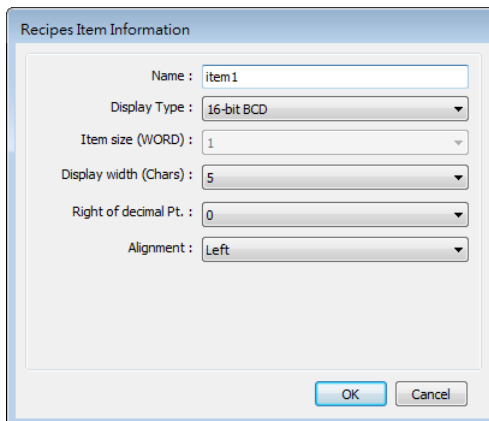 Recipes Item Information
Name : item1
Display Type : 16-bit BCD
Item size (WORD) : 1
Display width (Chars) : 5
Right of decimal Pt. : 0
Alignment : Left
OK Cancel